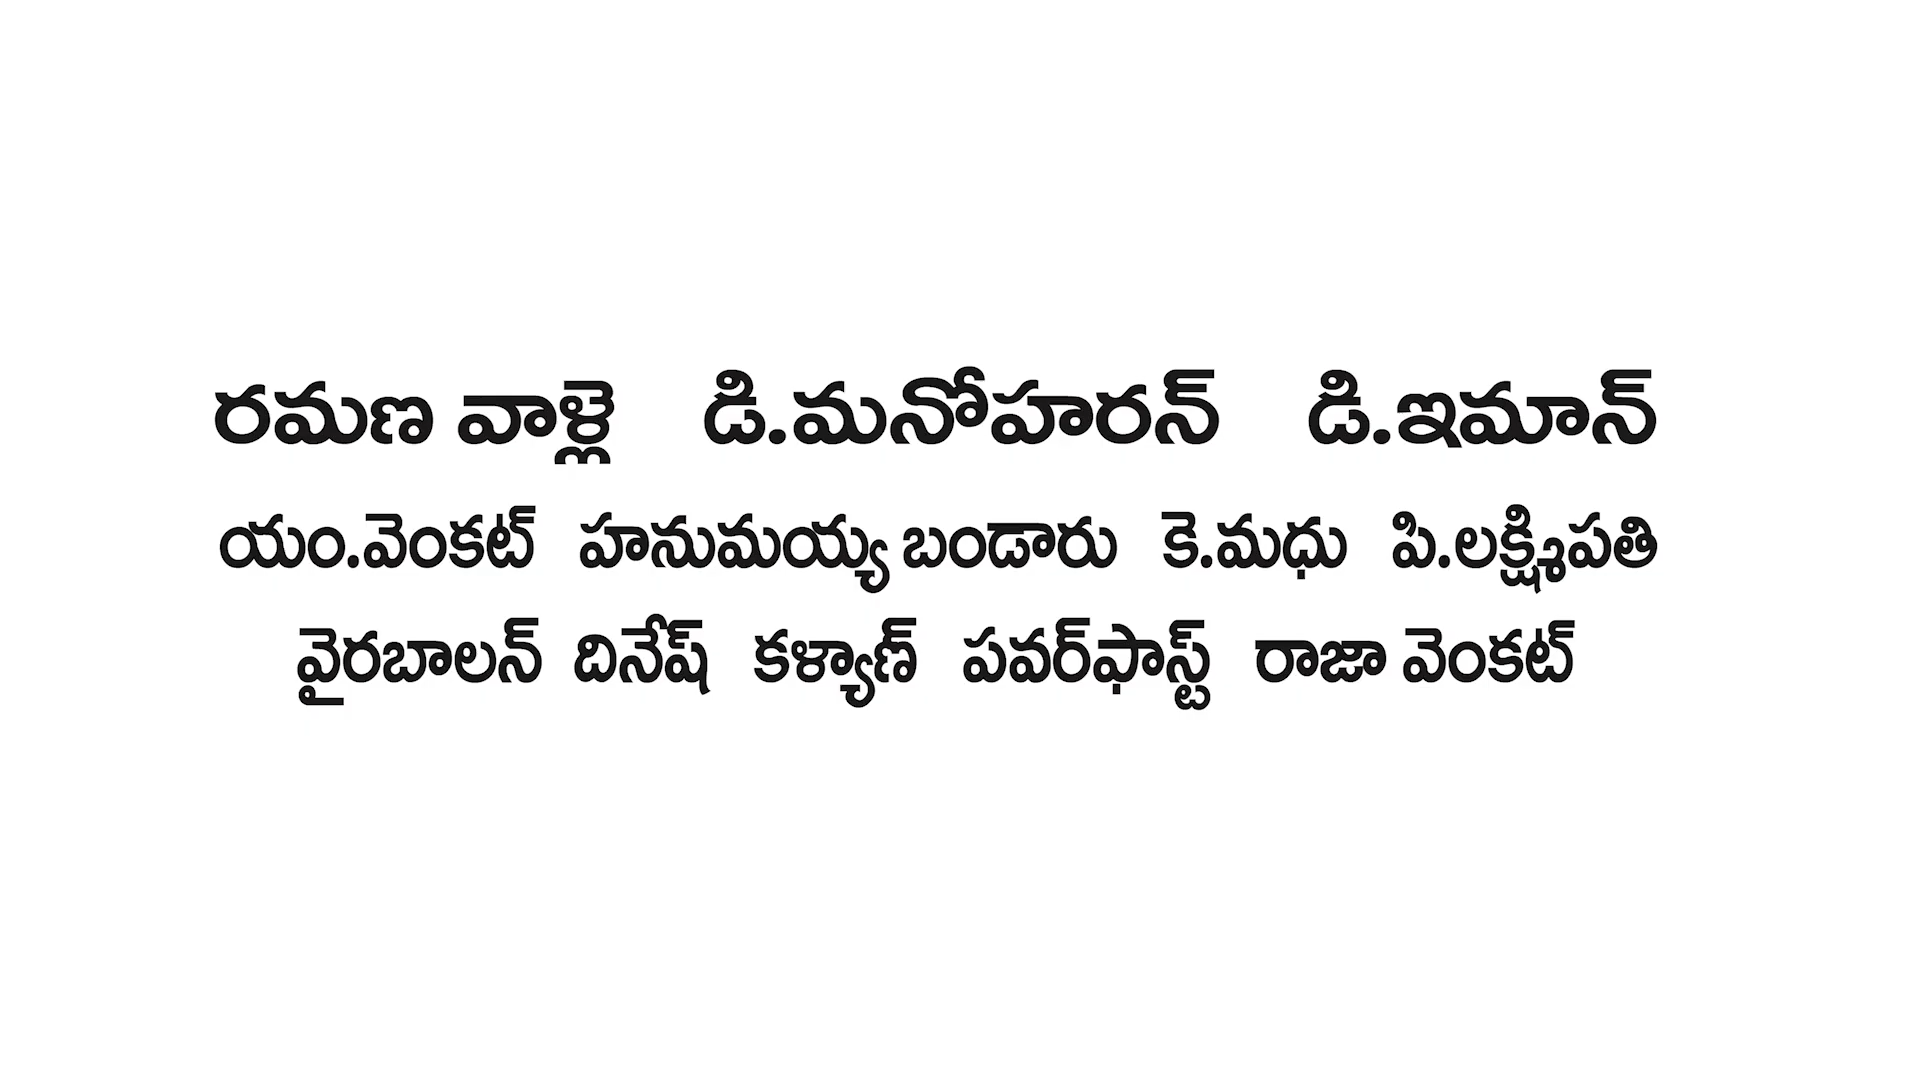 రమణ వాళ్లె డి.మనోహరన్ డి.ఇమాన్
యం.వెంకట్ హనుమయ్య బండారు కె.మధు పి.లక్ష్మిపతి
వైరబాలన్ దినేష్ కళ్యాణ్ పవర్‌ఫాస్ట్ రాజా వెంకట్